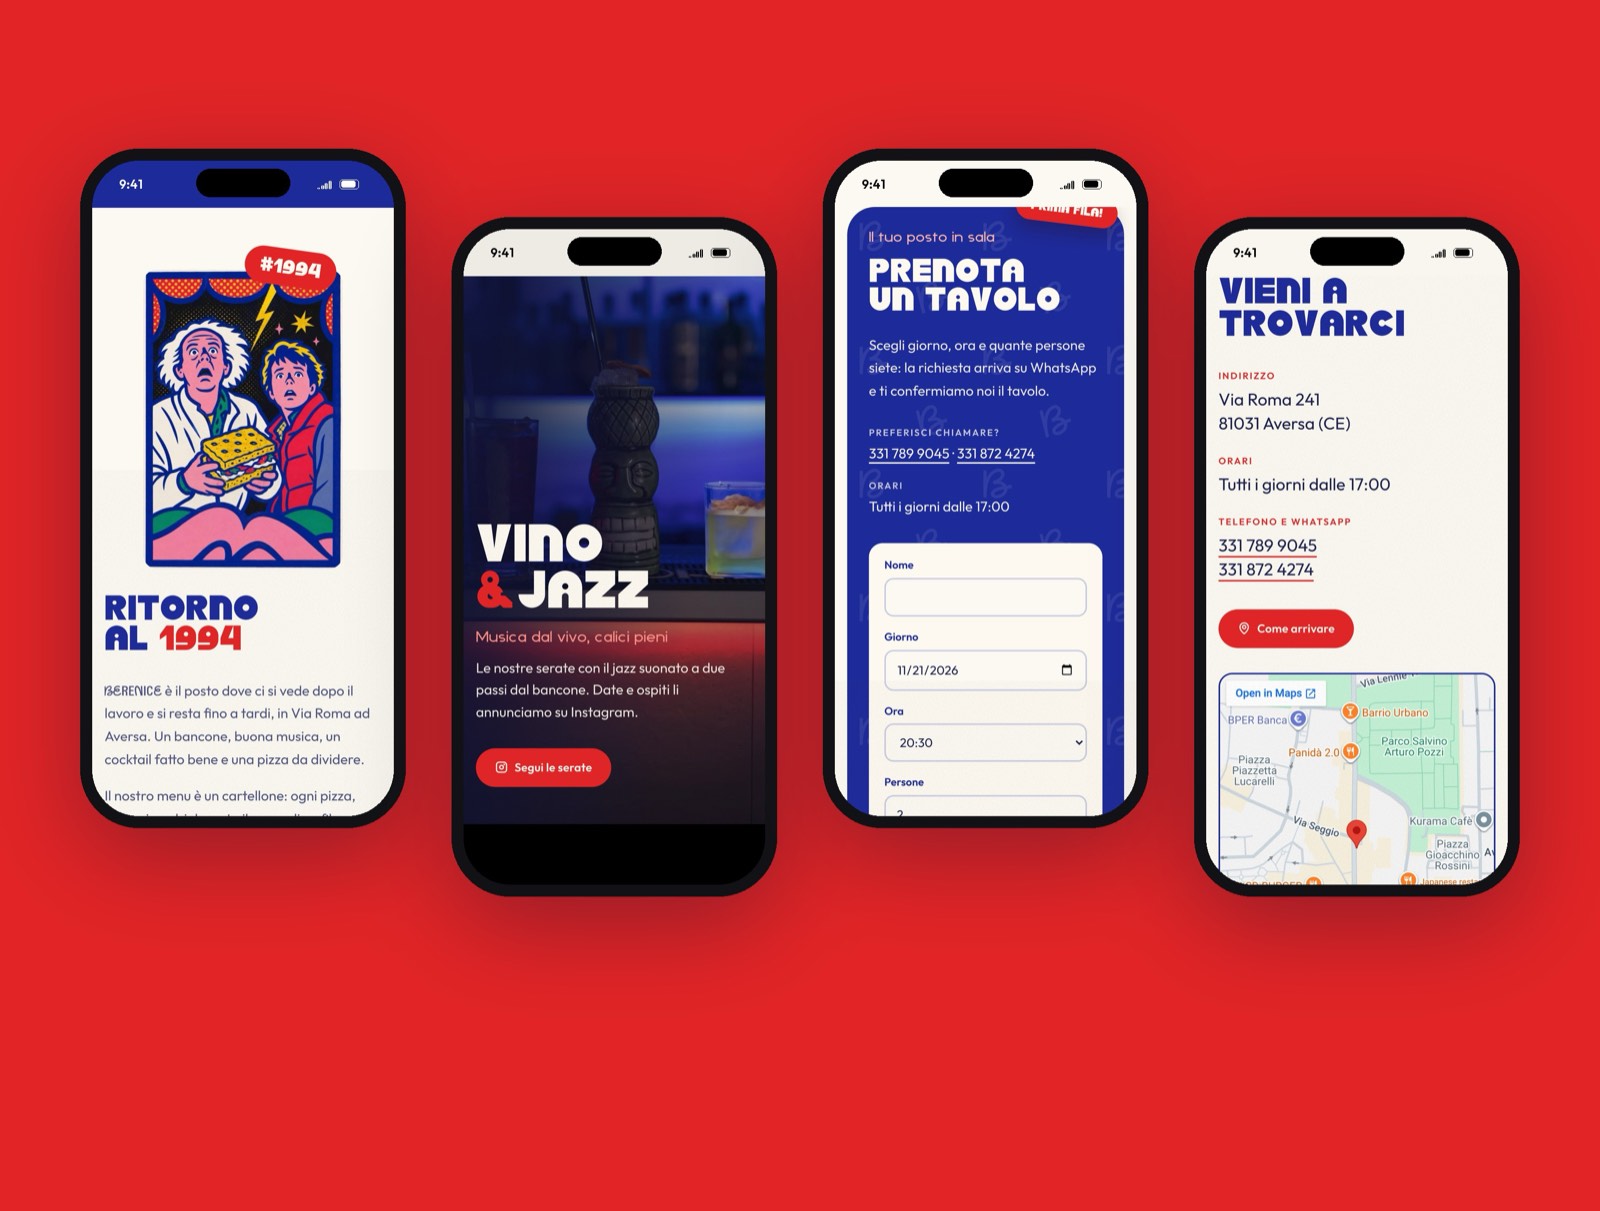 9:41
#1994
RITORNO
AL 1994
BERENICE è il posto dove ci si vede dopo il
lavoro e si resta fino a tardi, in Via Roma ad
Aversa. Un bancone, buona musica, un
cocktail fatto bene e una pizza da dividere.
Il nostro menu è un cartellone: ogni pizza,
9:41
VINO
& JAZZ
Musica dal vivo, calici pieni
Le nostre serate con il jazz suonato a due
passi dal bancone. Date e ospiti li
annunciamo su Instagram.
Segui le serate
9:41
FILA!
Il tuo posto in sala
PRENOTA
UN TAVOLO
Scegli giorno, ora e quante persone
siete: la richiesta arriva su WhatsApp
e ti confermiamo noi il tavolo.
PREFERISCI CHIAMARE?
331 789 9045 · 331 872 4274
ORARI
Tutti i giorni dalle 17:00
Nome
Giorno
11/21/2026
Ora
20:30
Persone
2
9:41
VIENI A
TROVARCI
INDIRIZZO
Via Roma 241
81031 Aversa (CE)
ORARI
Tutti i giorni dalle 17:00
TELEFONO E WHATSAPP
331 789 9045
331 872 4274
Come arrivare
Via Lennie
Open in Maps
BPER Banca
Barrio Urbano
Panidà 2.0
Parco Salvino
Arturo Pozzi
Piazza
Piazzetta
Lucarelli
Via Seggio
Kurama Cafè
Piazza
Gioacchino
Rossini
Av
Japanese rest